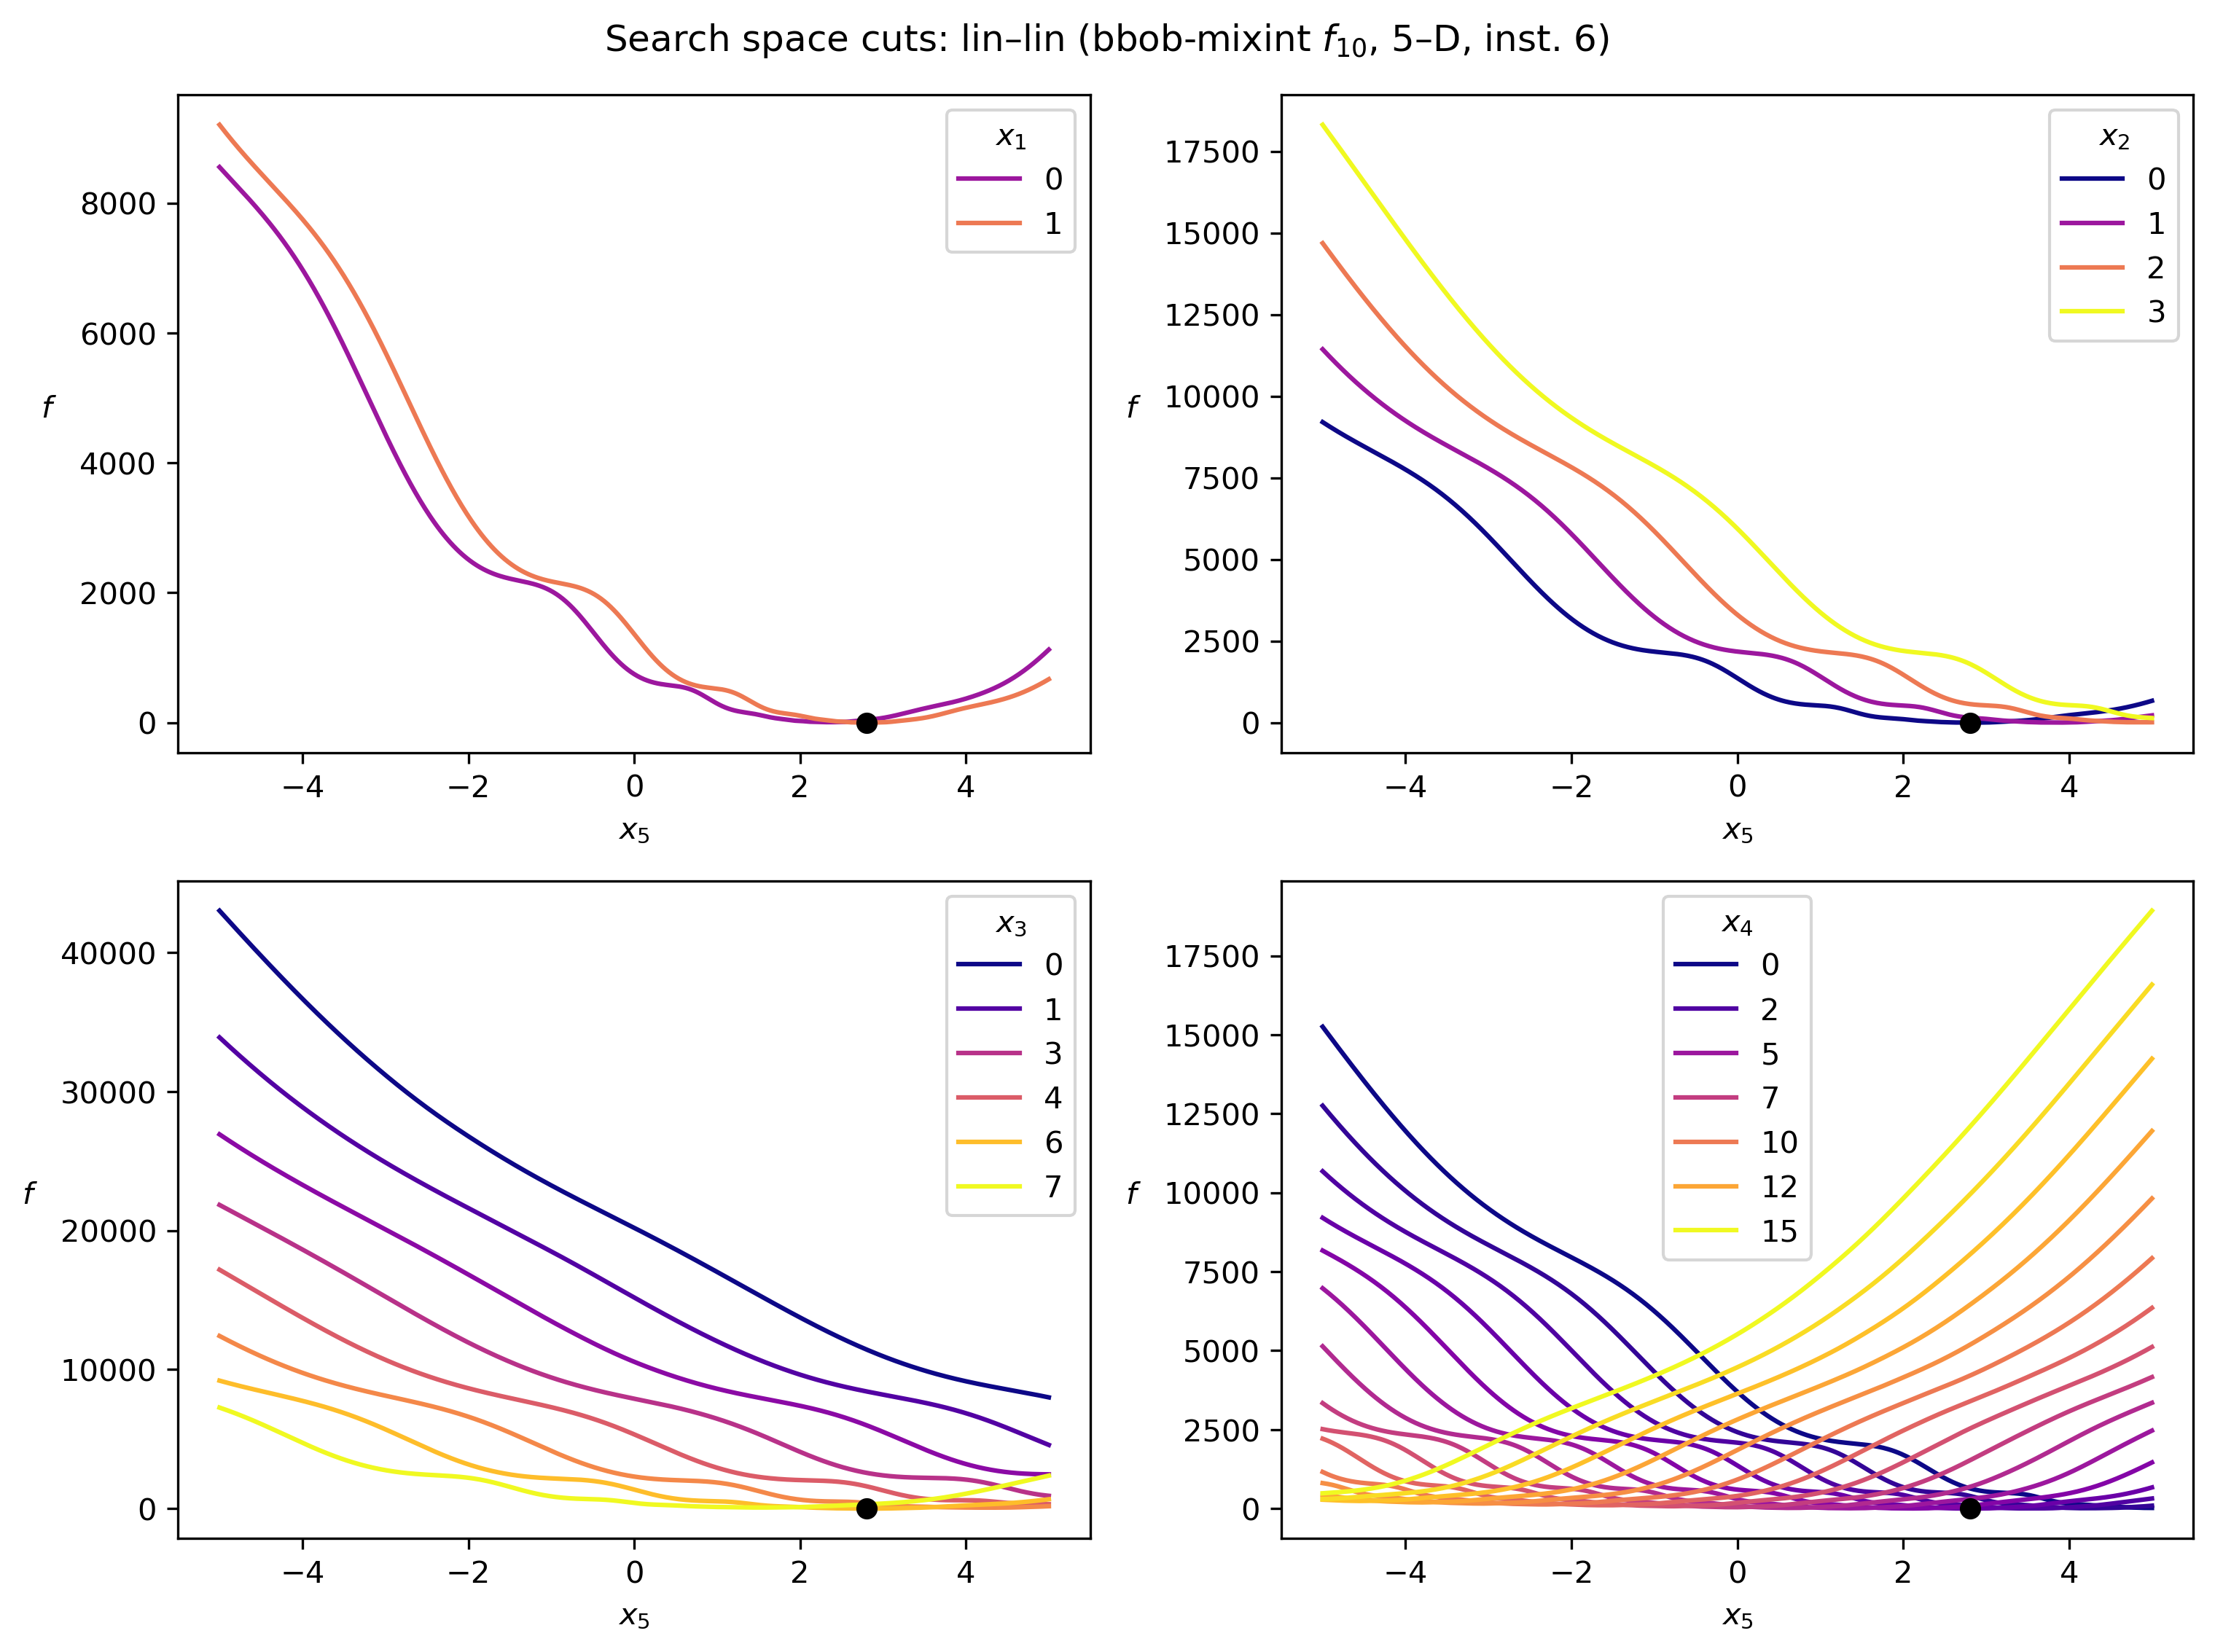 Search space cuts: lin–lin (bbob-mixint f₁₀, 5–D, inst. 6)
x₁
0
1
8000
6000
4000
2000
0
f
−4 −2 0 2 4
x₅
x₂
0
1
2
3
17500
15000
12500
10000
7500
5000
2500
0
f
−4 −2 0 2 4
x₅
x₃
0
1
3
4
6
7
40000
30000
20000
10000
0
f
−4 −2 0 2 4
x₅
x₄
0
2
5
7
10
12
15
17500
15000
12500
10000
7500
5000
2500
0
f
−4 −2 0 2 4
x₅